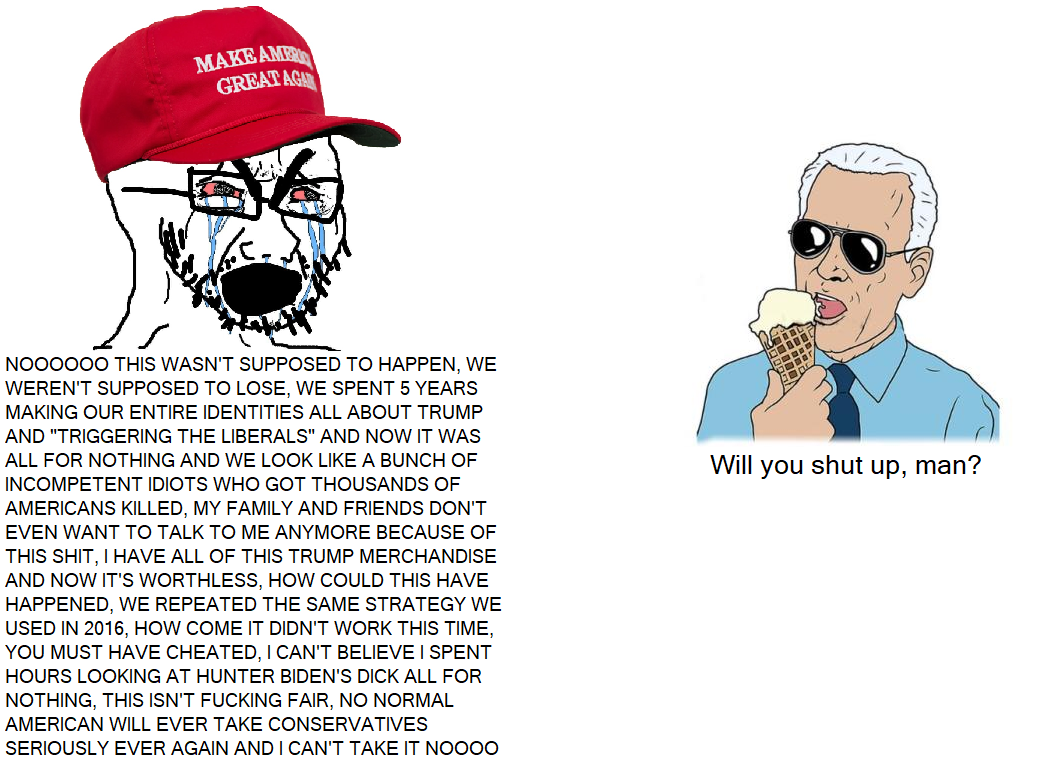 MAKE AMERICA
GREAT AGAIN
NOOOOOO THIS WASN'T SUPPOSED TO HAPPEN, WE
WEREN'T SUPPOSED TO LOSE, WE SPENT 5 YEARS
MAKING OUR ENTIRE IDENTITIES ALL ABOUT TRUMP
AND "TRIGGERING THE LIBERALS" AND NOW IT WAS
ALL FOR NOTHING AND WE LOOK LIKE A BUNCH OF
INCOMPETENT IDIOTS WHO GOT THOUSANDS OF
AMERICANS KILLED, MY FAMILY AND FRIENDS DON'T
EVEN WANT TO TALK TO ME ANYMORE BECAUSE OF
THIS SHIT, I HAVE ALL OF THIS TRUMP MERCHANDISE
AND NOW IT'S WORTHLESS, HOW COULD THIS HAVE
HAPPENED, WE REPEATED THE SAME STRATEGY WE
USED IN 2016, HOW COME IT DIDN'T WORK THIS TIME,
YOU MUST HAVE CHEATED, I CAN'T BELIEVE I SPENT
HOURS LOOKING AT HUNTER BIDEN'S DICK ALL FOR
NOTHING, THIS ISN'T FUCKING FAIR, NO NORMAL
AMERICAN WILL EVER TAKE CONSERVATIVES
SERIOUSLY EVER AGAIN AND I CAN'T TAKE IT NOOOO
Will you shut up, man?